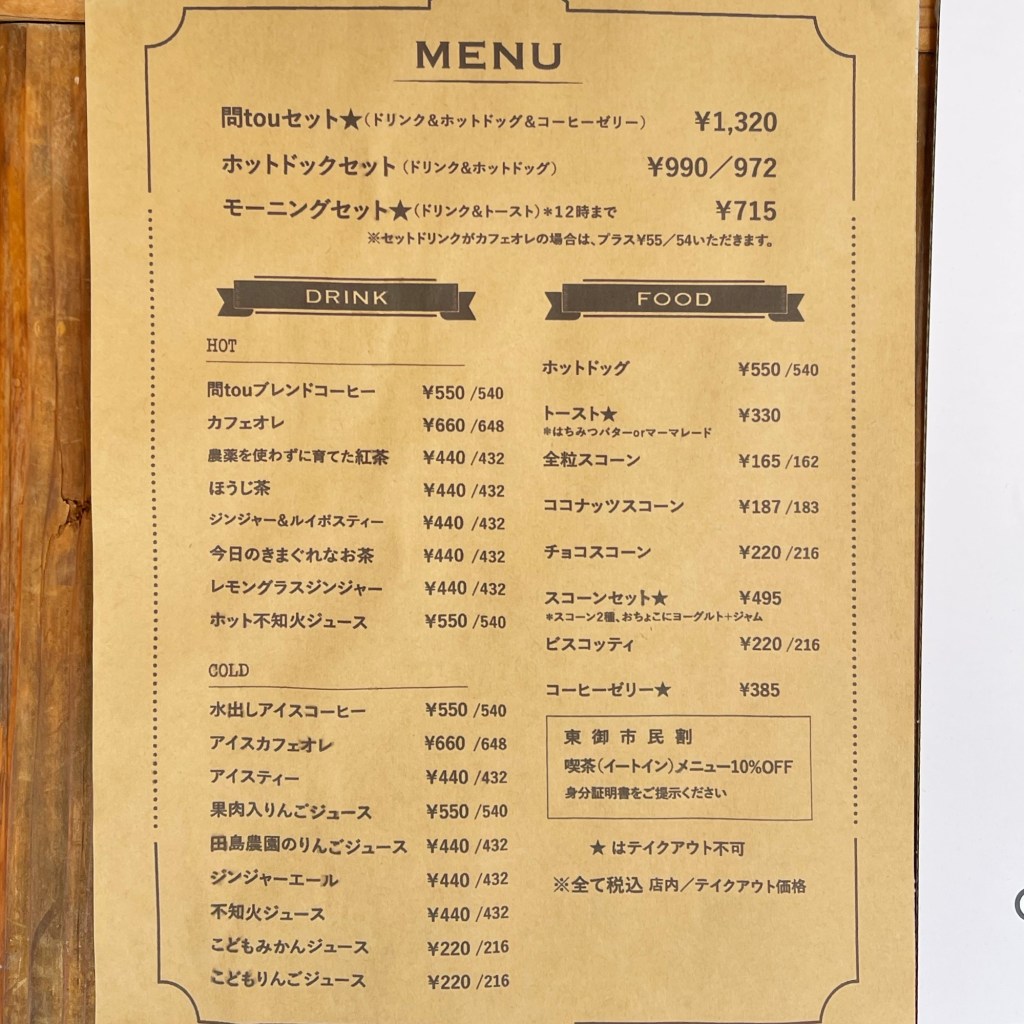 MENU
問touセット★(ドリンク&ホットドッグ&コーヒーゼリー) ¥1,320
ホットドックセット (ドリンク&ホットドッグ) ¥990/972
モーニングセット★(ドリンク&トースト)*12時まで ¥715
※セットドリンクがカフェオレの場合は、プラス¥55/54いただきます。
DRINK
HOT
問touブレンドコーヒー ¥550 /540
カフェオレ ¥660 /648
農薬を使わずに育てた紅茶 ¥440 /432
ほうじ茶 ¥440 /432
ジンジャー&ルイボスティー ¥440 /432
今日のきまぐれなお茶 ¥440 /432
レモングラスジンジャー ¥440 /432
ホット不知火ジュース ¥550 /540
COLD
水出しアイスコーヒー ¥550 /540
アイスカフェオレ ¥660 /648
アイスティー ¥440 /432
果肉入りんごジュース ¥550 /540
田島農園のりんごジュース ¥440 /432
ジンジャーエール ¥440 /432
不知火ジュース ¥440 /432
こどもみかんジュース ¥220 /216
こどもりんごジュース ¥220 /216
FOOD
ホットドッグ ¥550 /540
トースト★ ¥330
*はちみつバターorマーマレード
全粒スコーン ¥165 /162
ココナッツスコーン ¥187 /183
チョコスコーン ¥220 /216
スコーンセット★ ¥495
*スコーン2種、おちょこにヨーグルト+ジャム
ビスコッティ ¥220 /216
コーヒーゼリー★ ¥385
東御市民割
喫茶(イートイン)メニュー10%OFF
身分証明書をご提示ください
★はテイクアウト不可
※全て税込 店内/テイクアウト価格